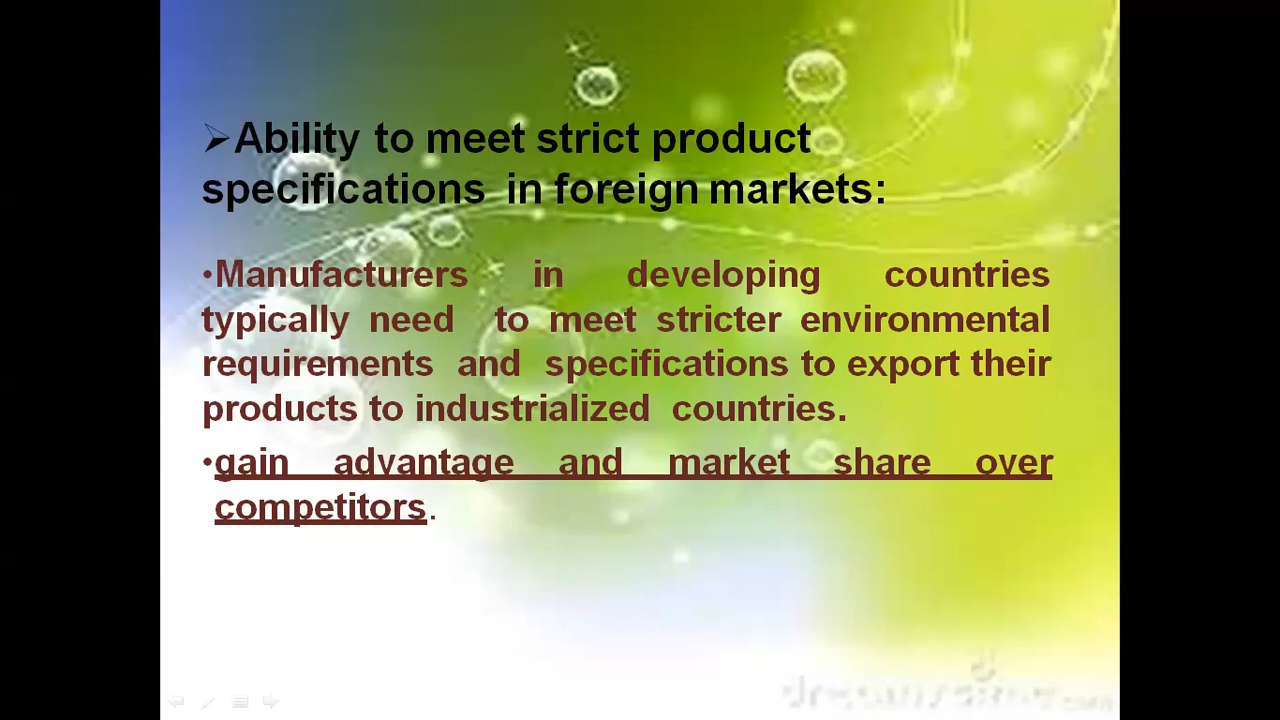 ➢Ability to meet strict product
specifications in foreign markets:
•Manufacturers in developing countries
typically need to meet stricter environmental
requirements and specifications to export their
products to industrialized countries.
•gain advantage and market share over
competitors.